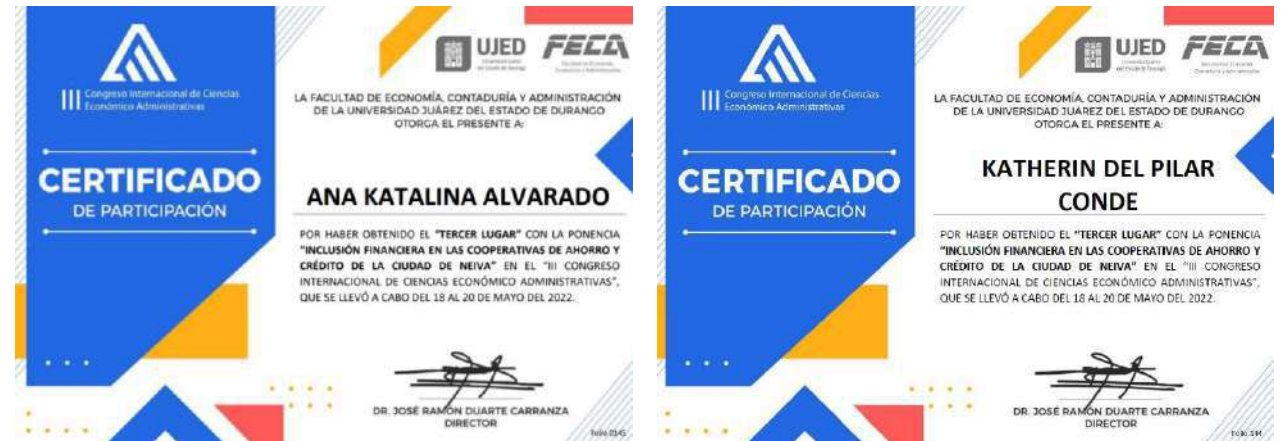 III Congreso Internacional de Ciencias
Económico Administrativas
CERTIFICADO
DE PARTICIPACIÓN
UJED
FECA
LA FACULTAD DE ECONOMÍA, CONTADURÍA Y ADMINISTRACIÓN
DE LA UNIVERSIDAD JUÁREZ DEL ESTADO DE DURANGO
OTORGA EL PRESENTE A:
ANA KATALINA ALVARADO
POR HABER OBTENIDO EL "TERCER LUGAR" CON LA PONENCIA
"INCLUSIÓN FINANCIERA EN LAS COOPERATIVAS DE AHORRO Y
CRÉDITO DE LA CIUDAD DE NEIVA" EN EL "III CONGRESO
INTERNACIONAL DE CIENCIAS ECONÓMICO ADMINISTRATIVAS",
QUE SE LLEVÓ A CABO DEL 18 AL 20 DE MAYO DEL 2022.
DR. JOSÉ RAMÓN DUARTE CARRANZA
DIRECTOR
Folio 0145
III Congreso Internacional de Ciencias
Económico Administrativas
CERTIFICADO
DE PARTICIPACIÓN
UJED
FECA
LA FACULTAD DE ECONOMÍA, CONTADURÍA Y ADMINISTRACIÓN
DE LA UNIVERSIDAD JUÁREZ DEL ESTADO DE DURANGO
OTORGA EL PRESENTE A:
KATHERIN DEL PILAR
CONDE
POR HABER OBTENIDO EL "TERCER LUGAR" CON LA PONENCIA
"INCLUSIÓN FINANCIERA EN LAS COOPERATIVAS DE AHORRO Y
CRÉDITO DE LA CIUDAD DE NEIVA" EN EL "III CONGRESO
INTERNACIONAL DE CIENCIAS ECONÓMICO ADMINISTRATIVAS",
QUE SE LLEVÓ A CABO DEL 18 AL 20 DE MAYO DEL 2022.
DR. JOSÉ RAMÓN DUARTE CARRANZA
DIRECTOR
Folio 144